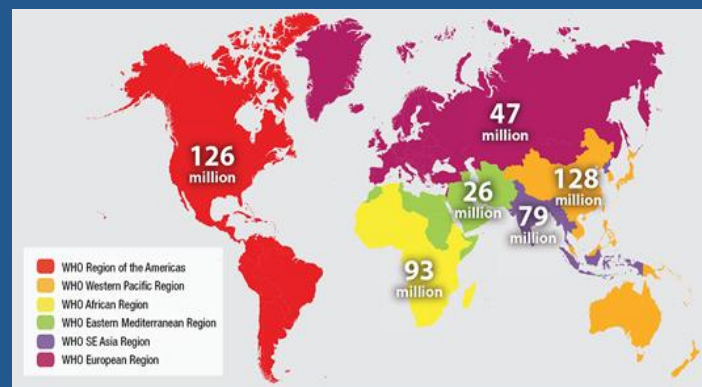 47
million
126
million
26
million
128
million
79
million
93
million
WHO Region of the Americas
WHO Western Pacific Region
WHO African Region
WHO Eastern Mediterranean Region
WHO SE Asia Region
WHO European Region